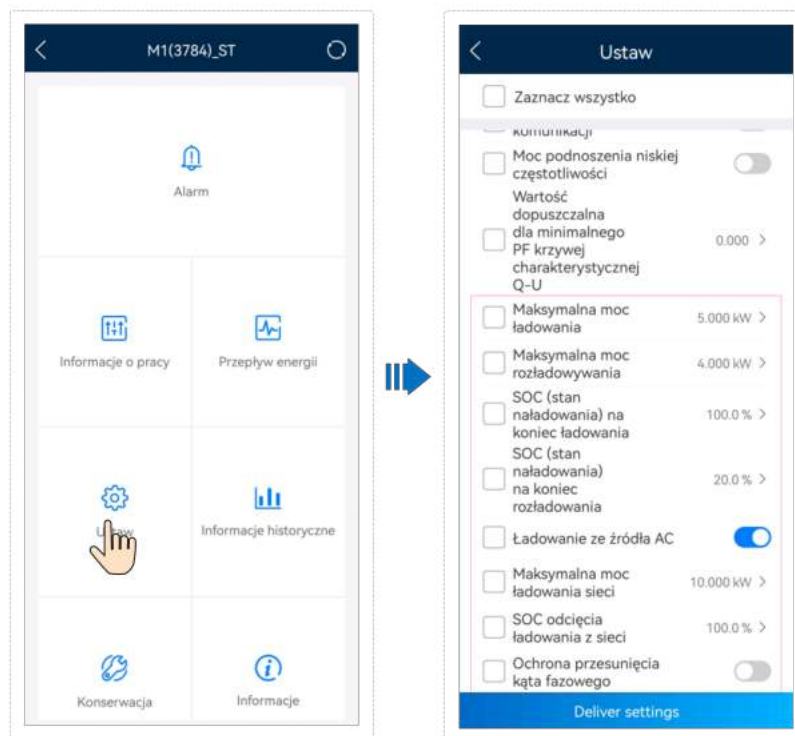 M1(3784)_ST
Alarm
Informacje o pracy
Przepływ energii
Ustaw
Informacje historyczne
Konserwacja
Informacje
Ustaw
Zaznacz wszystko
komunikacji
Moc podnoszenia niskiej
częstotliwości
Wartość
dopuszczalna
dla minimalnego
PF krzywej
charakterystycznej
Q-U
0.000 >
Maksymalna moc
ładowania
5.000 kW >
Maksymalna moc
rozładowywania
4.000 kW >
SOC (stan
naładowania) na
koniec ładowania
100.0 % >
SOC (stan
naładowania)
na koniec
rozładowania
20.0 % >
Ładowanie ze źródła AC
Maksymalna moc
ładowania sieci
10.000 kW >
SOC odcięcia
ładowania z sieci
100.0 % >
Ochrona przesunięcia
kąta fazowego
Deliver settings